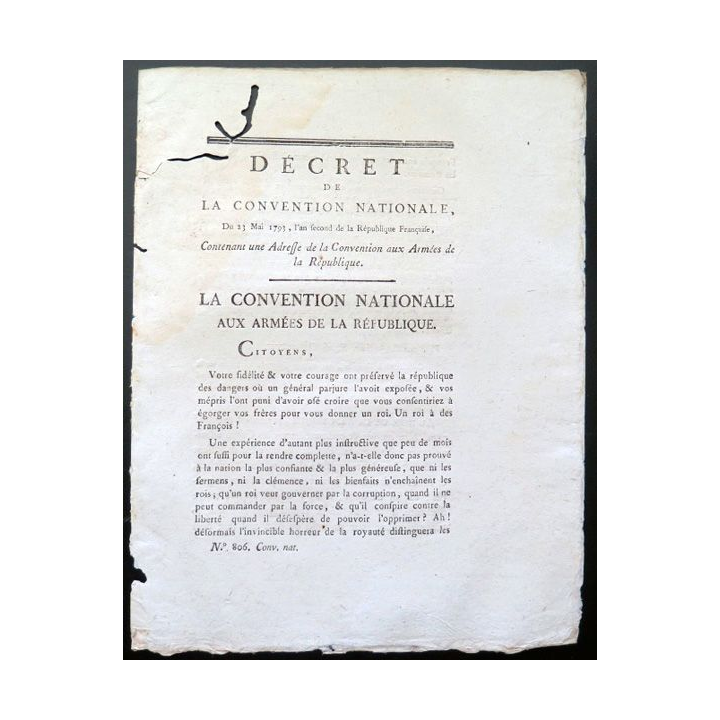 DÉCRET
DE
LA CONVENTION NATIONALE,
Du 23 Mai 1793, l'an second de la République Françaiſe,
Contenant une Adreſſe de la Convention aux Armées de
la République.
LA CONVENTION NATIONALE
AUX ARMÉES DE LA RÉPUBLIQUE.
CITOYENS,
Votre fidélité & votre courage ont préſervé la république
des dangers où un général parjure l'avoit expoſée, & vos
mépris l'ont puni d'avoir oſé croire que vous conſentiriez à
égorger vos frères pour vous donner un roi. Un roi à des
François !
Une expérience d'autant plus inſtructive que peu de mois
ont ſuffi pour la rendre complette, n'a-t-elle donc pas prouvé
à la nation la plus confiante & la plus généreuſe, que ni les
ſermens, ni la clémence, ni les bienfaits n'enchaînent les
rois ; qu'un roi veut gouverner par la corruption, quand il ne
peut commander par la force, & qu'il conſpire contre la
liberté quand il déſeſpère de pouvoir l'opprimer ? Ah !
déſormais l'invincible horreur de la royauté diſtinguera les
N.º 806. Conv. nat.